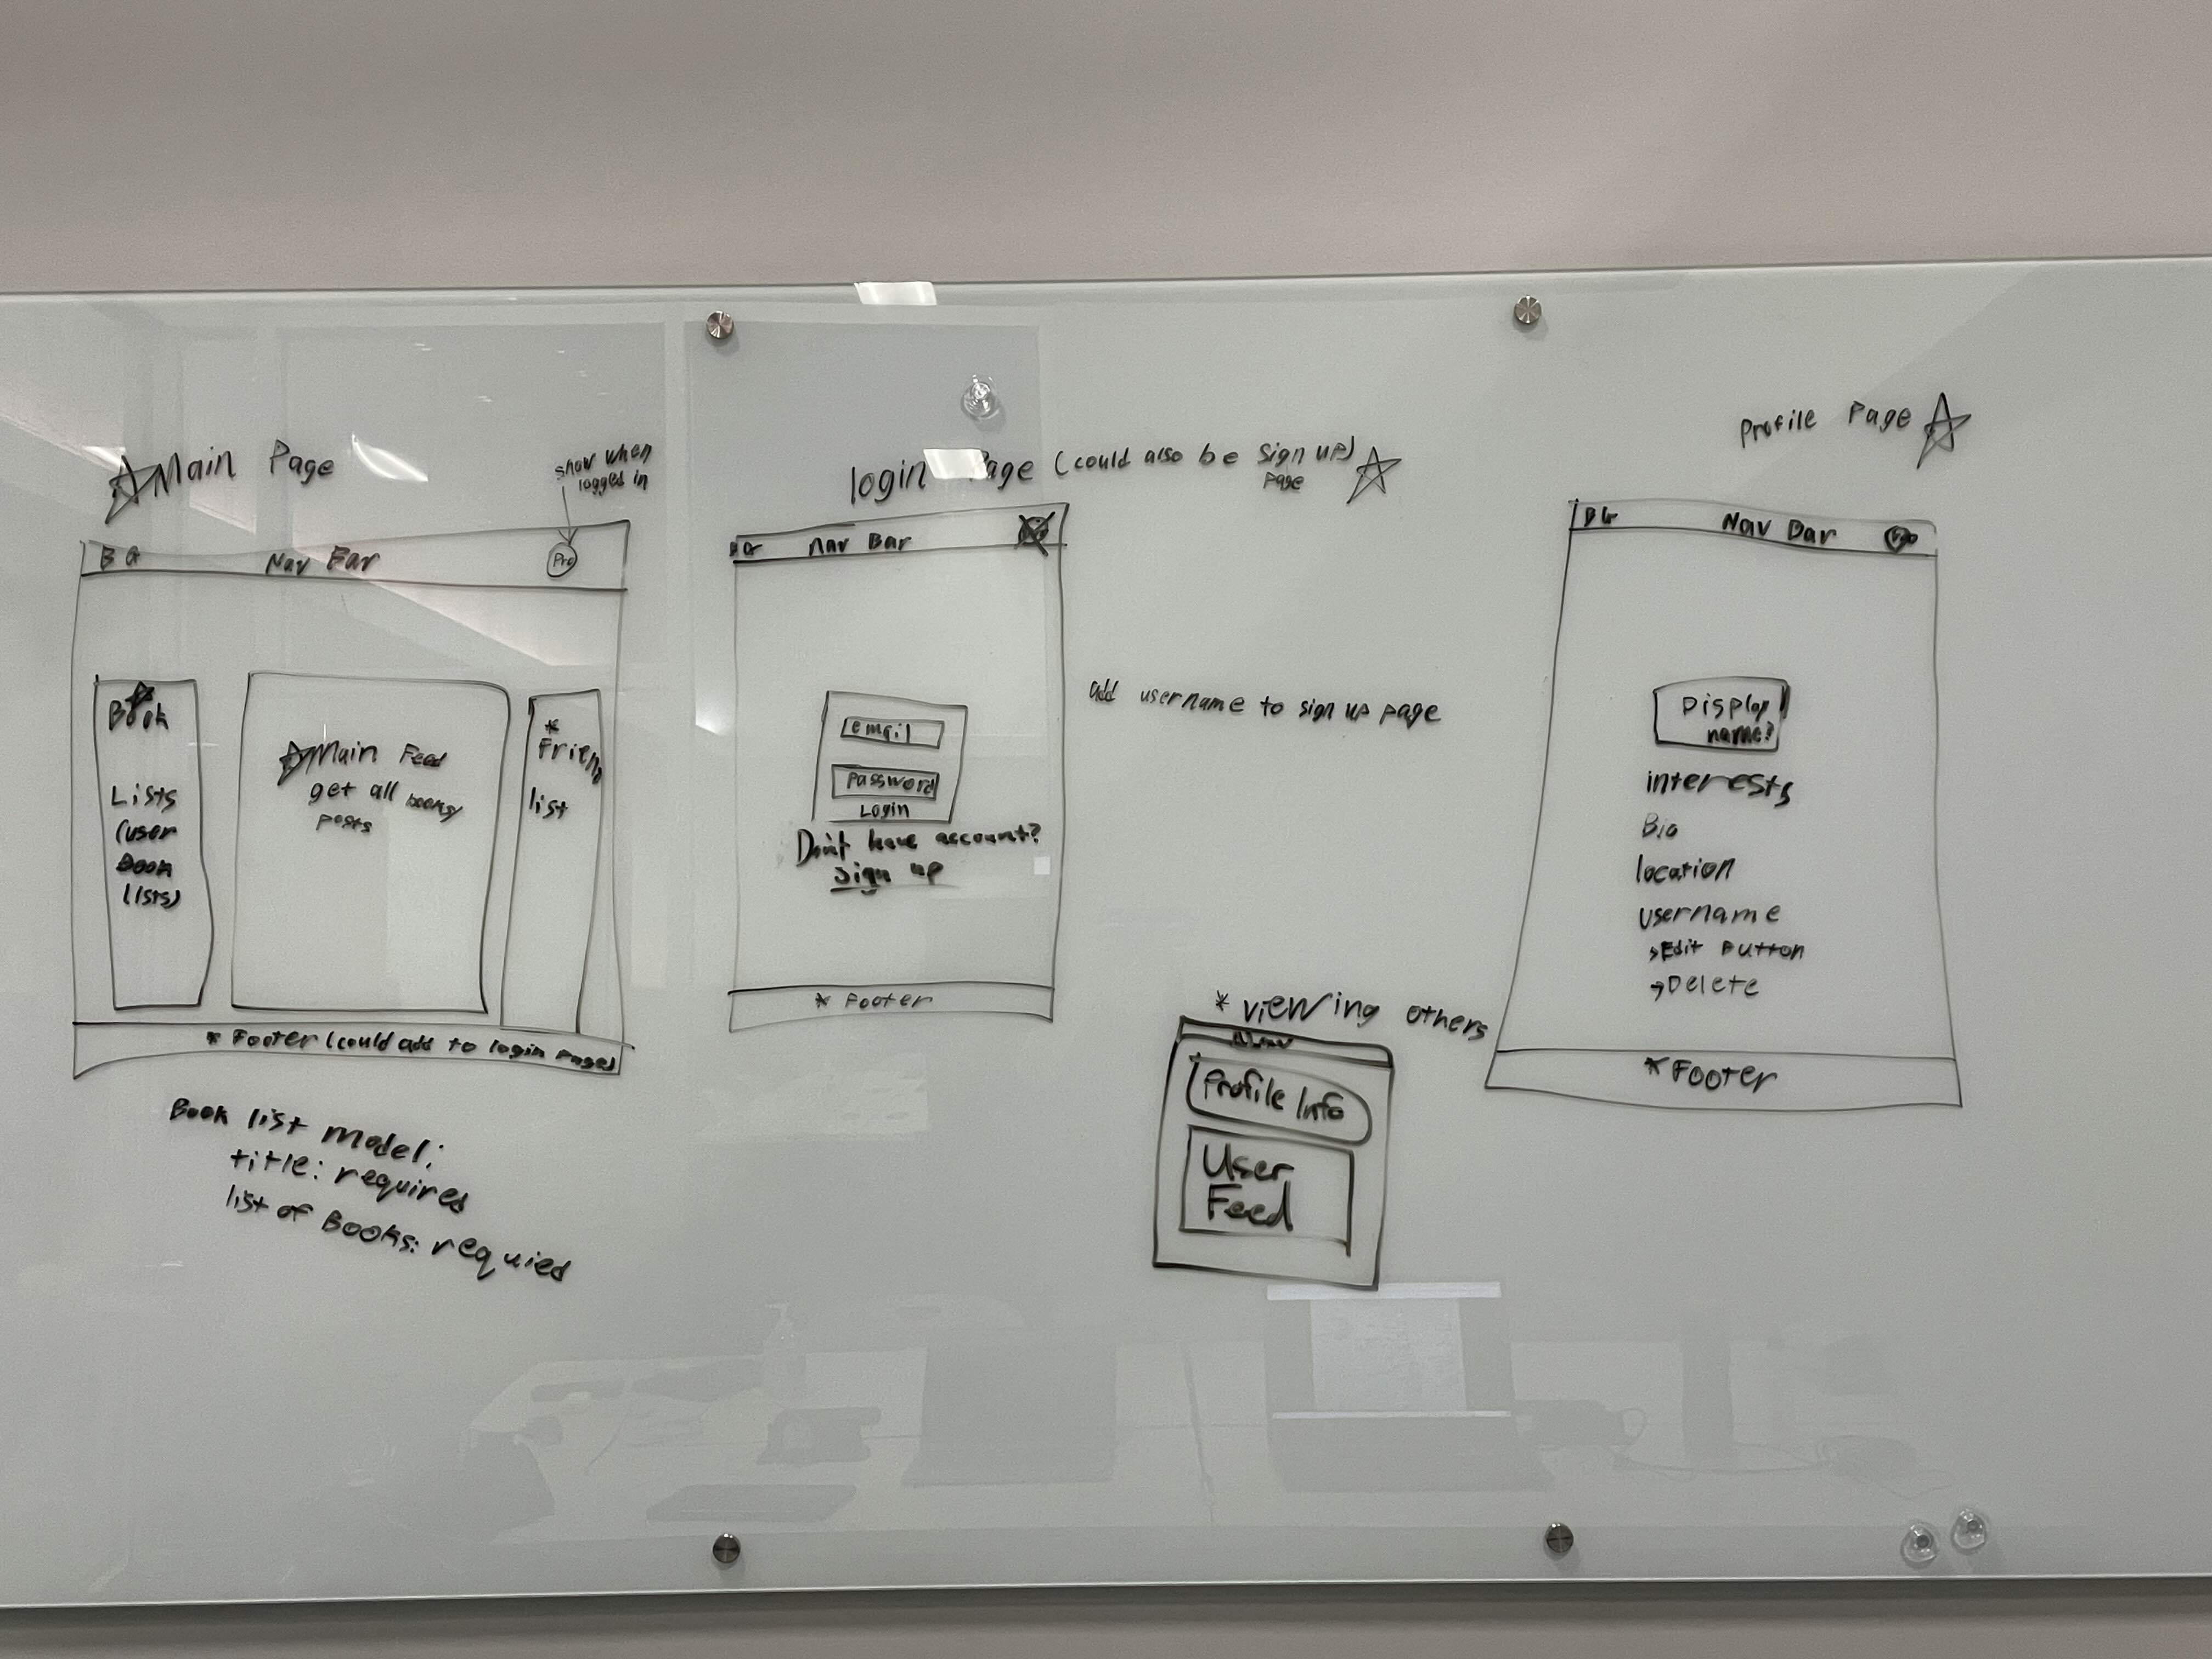 Main Page
show when
logged in
B G Nav Bar Pro
Book
Lists
(user
Book
lists)
Main Feed
get all
posts
* Friend
list
* Footer (could add to login page)
Book list model:
title: requires
list of Books: requied
login Page (could also be sign up)
page
BG Nav Bar
email
password
Login
Don't have account?
sign up
* Footer
add username to sign up page
* viewing others
Nav
Profile Info
User
Feed
Profile Page
BG Nav Bar Pro
Display
name?
interests
Bio
location
username
→Edit Button
→Delete
* Footer